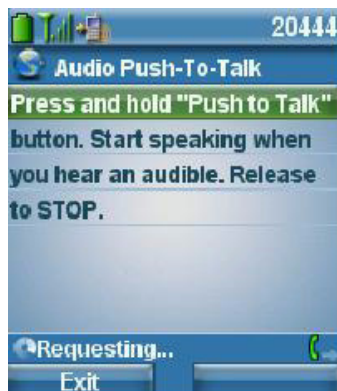 20444
Audio Push-To-Talk
Press and hold "Push to Talk"
button. Start speaking when
you hear an audible. Release
to STOP.
Requesting...
Exit